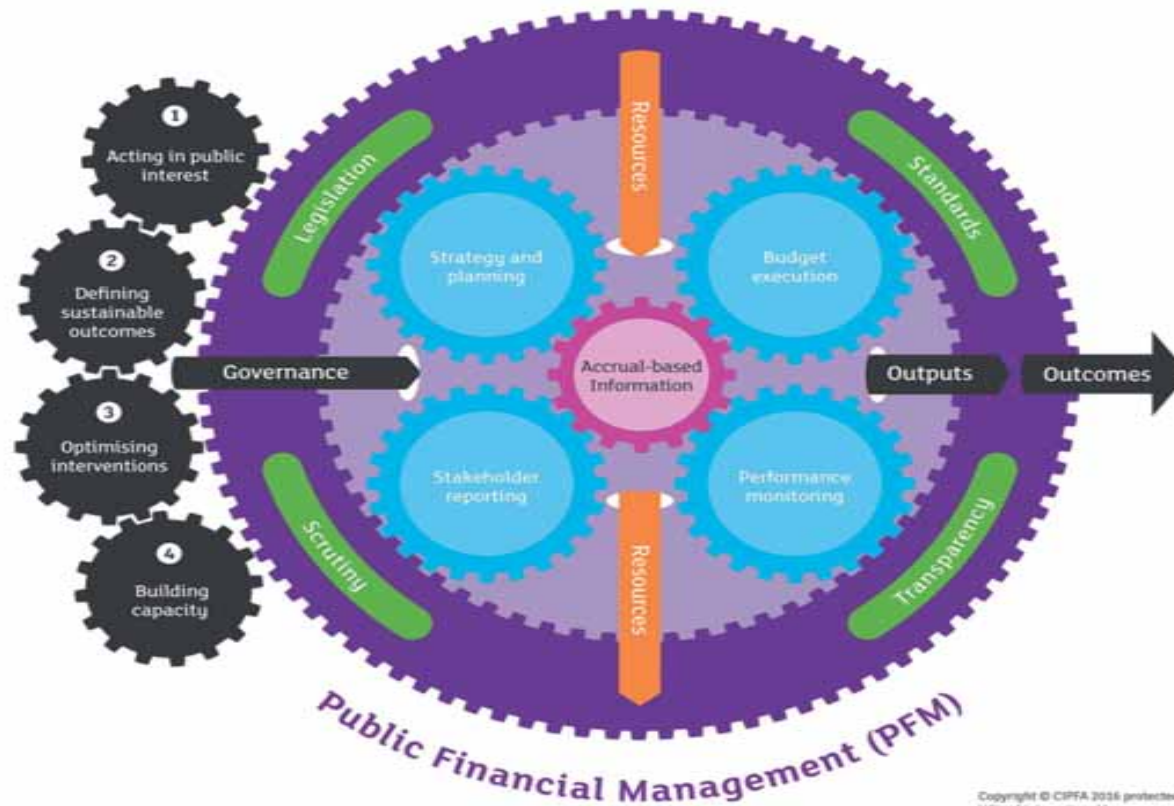 1
Acting in public
interest
2
Defining
sustainable
outcomes
3
Optimising
interventions
4
Building
capacity
Legislation
Resources
Standards
Strategy and
planning
Budget
execution
Governance
Accrual-based
Information
Outputs
Outcomes
Stakeholder
reporting
Performance
monitoring
Scrutiny
Resources
Transparency
Public Financial Management (PFM)
Copyright © CIPFA 2016 protected